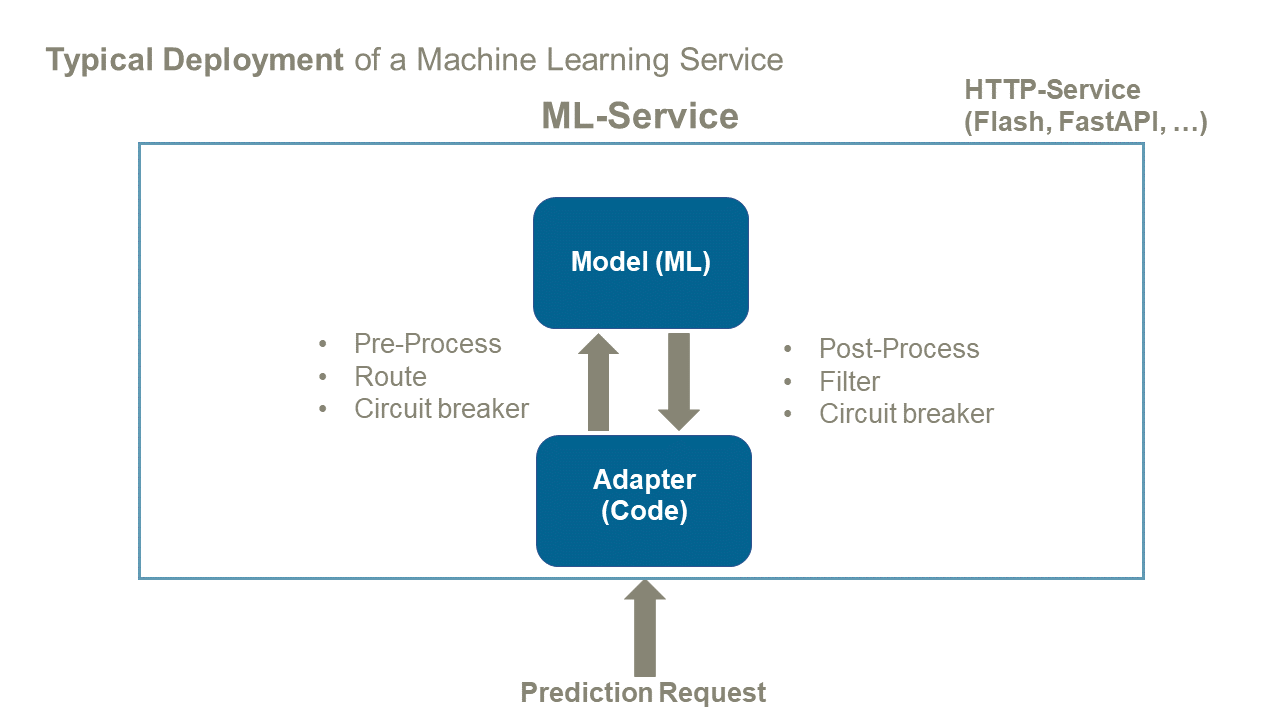 Typical Deployment of a Machine Learning Service
HTTP-Service
(Flash, FastAPI, …)
ML-Service
Model (ML)
• Pre-Process
• Route
• Circuit breaker
• Post-Process
• Filter
• Circuit breaker
Adapter
(Code)
Prediction Request